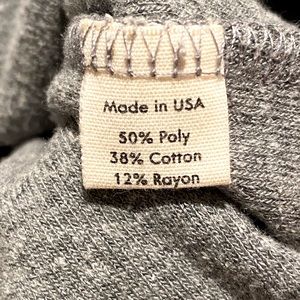 Made in USA
50% Poly
38% Cotton
12% Rayon